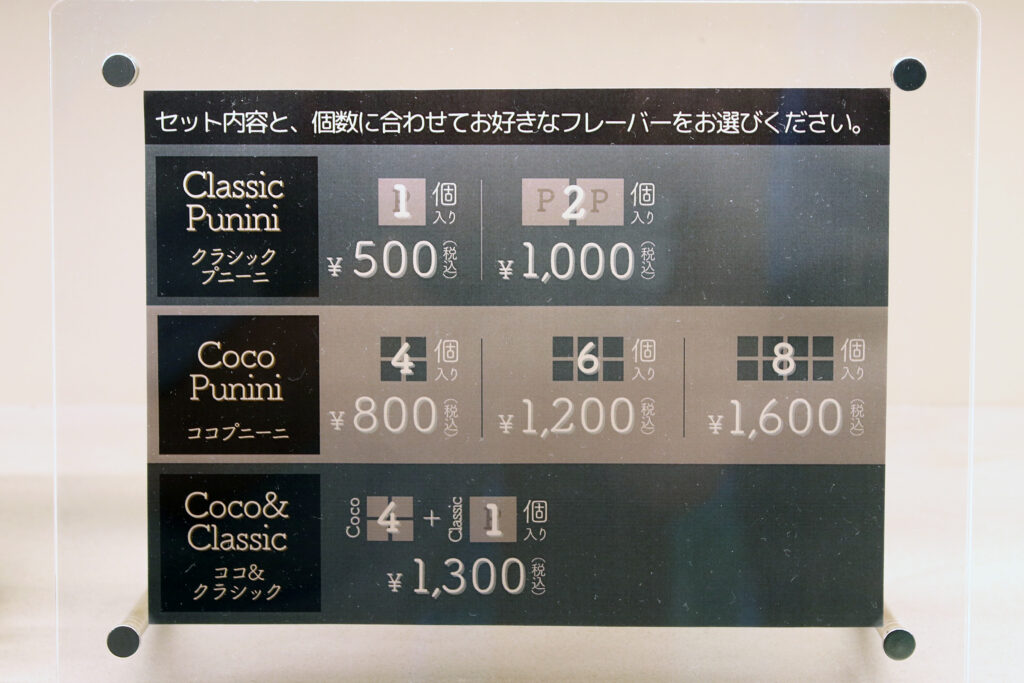 セット内容と、個数に合わせてお好きなフレーバーをお選びください。
Classic
Punini
クラシック
プニーニ
P 1 個入り
¥500(税込)
P 2 P 個入り
¥1,000(税込)
Coco
Punini
ココプニーニ
4 個入り
¥800(税込)
6 個入り
¥1,200(税込)
8 個入り
¥1,600(税込)
Coco&
Classic
ココ&
クラシック
Coco 4 + Classic P 1 個入り
¥1,300(税込)